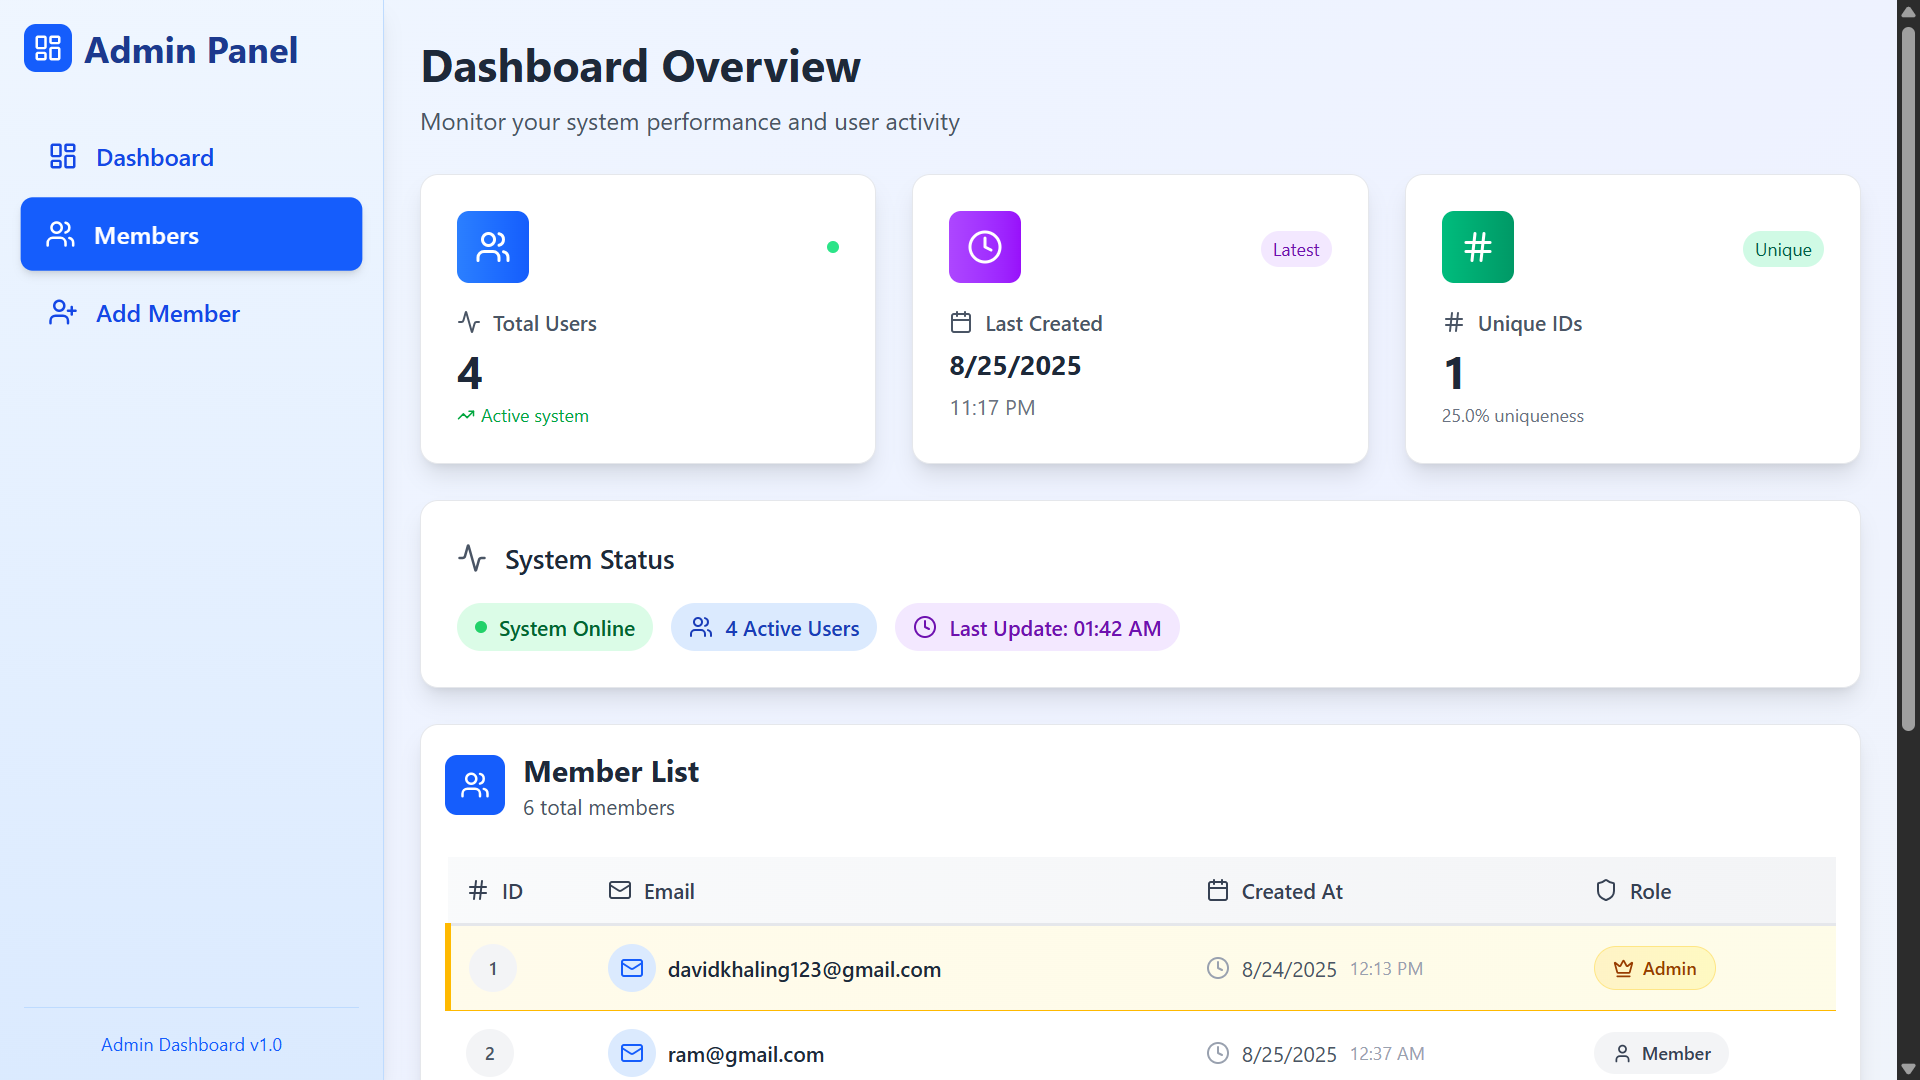 Admin Panel
Dashboard
Members
Add Member
Admin Dashboard v1.0
Dashboard Overview
Monitor your system performance and user activity
Total Users
4
Active system
Latest
Last Created
8/25/2025
11:17 PM
Unique
Unique IDs
1
25.0% uniqueness
System Status
System Online
4 Active Users
Last Update: 01:42 AM
Member List
6 total members
ID Email Created At Role
1 davidkhaling123@gmail.com 8/24/2025 12:13 PM Admin
2 ram@gmail.com 8/25/2025 12:37 AM Member